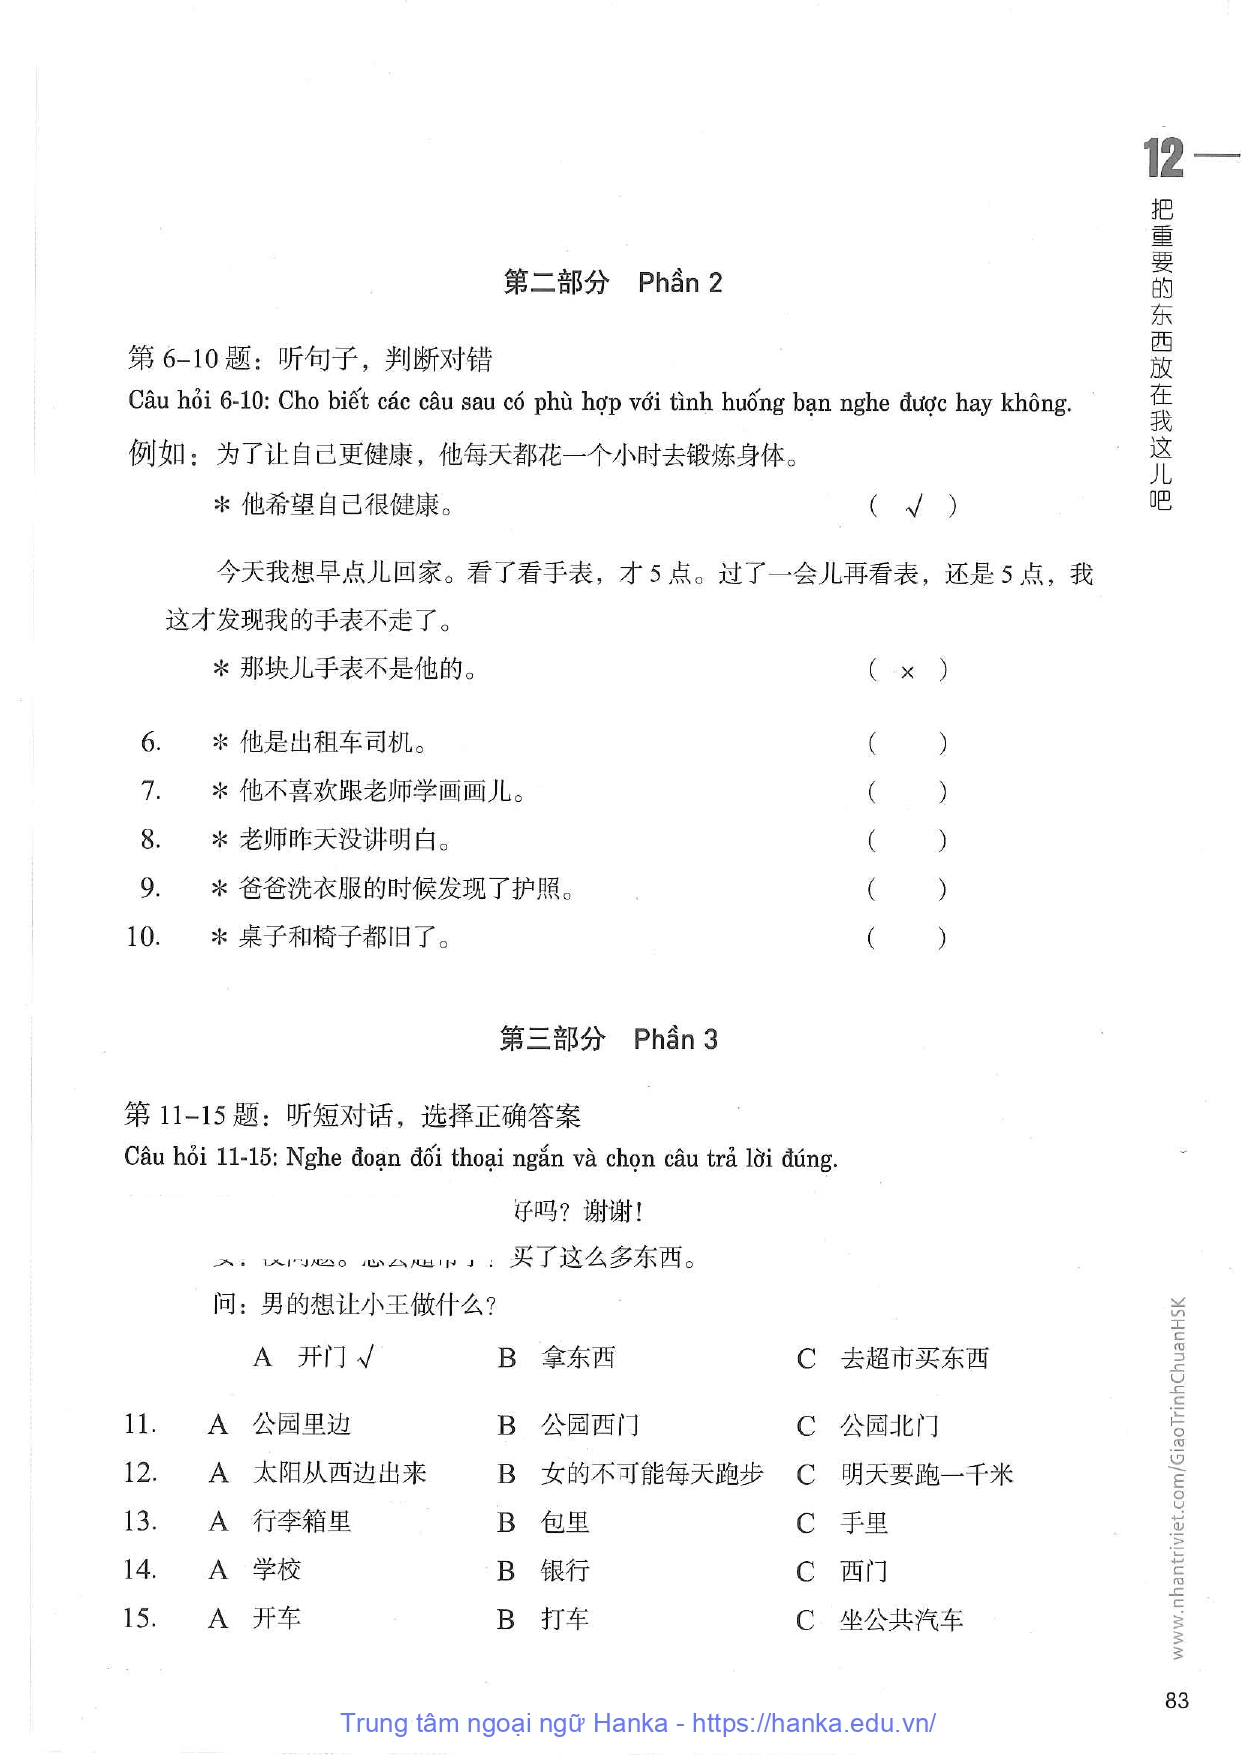 12
把重要的东西放在我这儿吧
第二部分 Phần 2
第 6–10 题：听句子，判断对错
Câu hỏi 6-10: Cho biết các câu sau có phù hợp với tình huống bạn nghe được hay không.
例如：为了让自己更健康，他每天都花一个小时去锻炼身体。
＊ 他希望自己很健康。 ( √ )
今天我想早点儿回家。看了看手表，才 5 点。过了一会儿再看表，还是 5 点，我
这才发现我的手表不走了。
＊ 那块儿手表不是他的。 ( × )
6. ＊ 他是出租车司机。 ( )
7. ＊ 他不喜欢跟老师学画画儿。 ( )
8. ＊ 老师昨天没讲明白。 ( )
9. ＊ 爸爸洗衣服的时候发现了护照。 ( )
10. ＊ 桌子和椅子都旧了。 ( )
第三部分 Phần 3
第 11–15 题：听短对话，选择正确答案
Câu hỏi 11-15: Nghe đoạn đối thoại ngắn và chọn câu trả lời đúng.
好吗？谢谢！
买了这么多东西。
问：男的想让小王做什么？
A 开门 √ B 拿东西 C 去超市买东西
11. A 公园里边 B 公园西门 C 公园北门
12. A 太阳从西边出来 B 女的不可能每天跑步 C 明天要跑一千米
13. A 行李箱里 B 包里 C 手里
14. A 学校 B 银行 C 西门
15. A 开车 B 打车 C 坐公共汽车
www.nhantriviet.com/GiaoTrinhChuanHSK
83
Trung tâm ngoại ngữ Hanka - https://hanka.edu.vn/